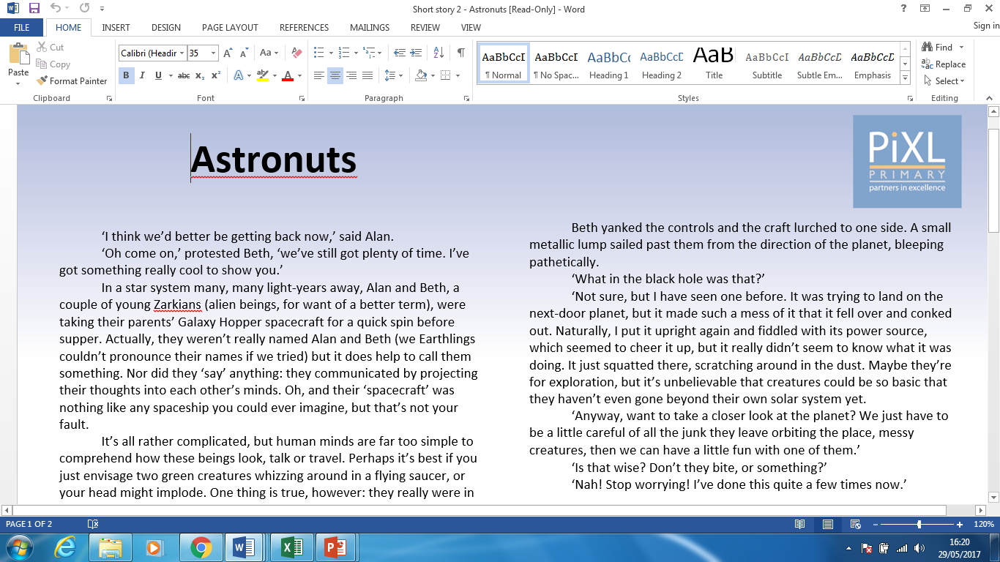 Short story 2 - Astronuts [Read-Only] - Word
FILE
HOME
INSERT
DESIGN
PAGE LAYOUT
REFERENCES
MAILINGS
REVIEW
VIEW
Sign in
Paste
Cut
Copy
Format Painter
Clipboard
Calibri (Headir
35
Font
Paragraph
AaBbCcI
¶ Normal
AaBbCcI
¶ No Spac...
AaBbCc
Heading 1
AaBbCcD
Heading 2
AaB
Title
AaBbCcI
Subtitle
AaBbCcD
Subtle Em...
AaBbCcD
Emphasis
Styles
Find
Replace
Select
Editing
Astronuts
PiXL
PRIMARY
partners in excellence
‘I think we’d better be getting back now,’ said Alan.
‘Oh come on,’ protested Beth, ‘we’ve still got plenty of time. I’ve
got something really cool to show you.’
In a star system many, many light-years away, Alan and Beth, a
couple of young Zarkians (alien beings, for want of a better term), were
taking their parents’ Galaxy Hopper spacecraft for a quick spin before
supper. Actually, they weren’t really named Alan and Beth (we Earthlings
couldn’t pronounce their names if we tried) but it does help to call them
something. Nor did they ‘say’ anything: they communicated by projecting
their thoughts into each other’s minds. Oh, and their ‘spacecraft’ was
nothing like any spaceship you could ever imagine, but that’s not your
fault.
It’s all rather complicated, but human minds are far too simple to
comprehend how these beings look, talk or travel. Perhaps it’s best if you
just envisage two green creatures whizzing around in a flying saucer, or
your head might implode. One thing is true, however: they really were in
Beth yanked the controls and the craft lurched to one side. A small
metallic lump sailed past them from the direction of the planet, bleeping
pathetically.
‘What in the black hole was that?’
‘Not sure, but I have seen one before. It was trying to land on the
next-door planet, but it made such a mess of it that it fell over and conked
out. Naturally, I put it upright again and fiddled with its power source,
which seemed to cheer it up, but it really didn’t seem to know what it was
doing. It just squatted there, scratching around in the dust. Maybe they’re
for exploration, but it’s unbelievable that creatures could be so basic that
they haven’t even gone beyond their own solar system yet.
‘Anyway, want to take a closer look at the planet? We just have to
be a little careful of all the junk they leave orbiting the place, messy
creatures, then we can have a little fun with one of them.’
‘Is that wise? Don’t they bite, or something?’
‘Nah! Stop worrying! I’ve done this quite a few times now.’
PAGE 1 OF 2
120%
16:20
29/05/2017